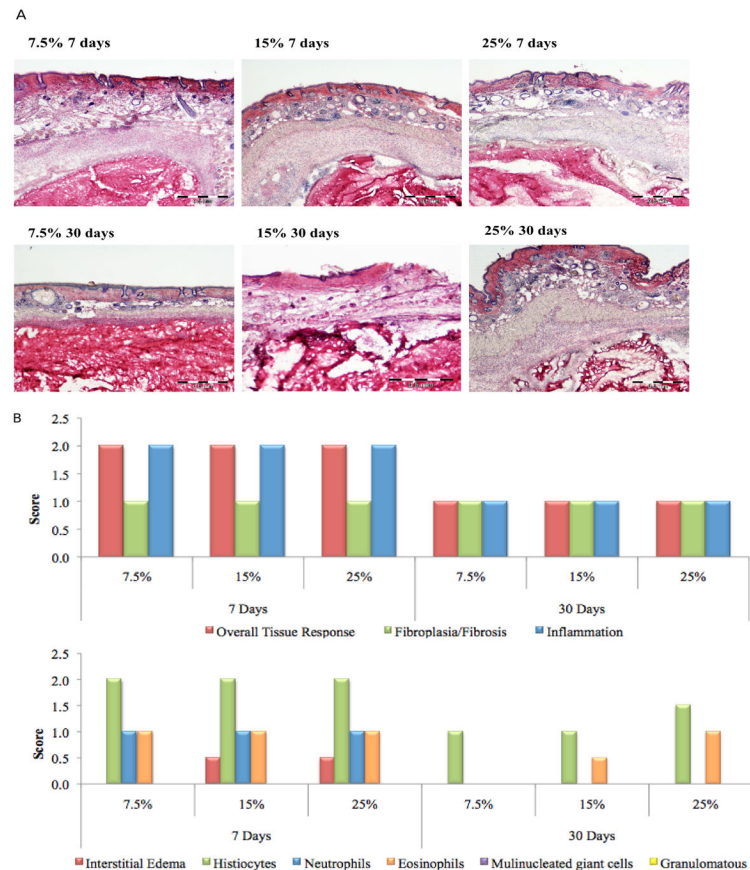 A
7.5% 7 days
15% 7 days
25% 7 days
7.5% 30 days
15% 30 days
25% 30 days
B
2.5
2.0
1.5
1.0
0.5
0.0
Score
7.5%
15%
25%
7.5%
15%
25%
7 Days
30 Days
Overall Tissue Response
Fibroplasia/Fibrosis
Inflammation
2.5
2.0
1.5
1.0
0.5
0.0
Score
7.5%
15%
25%
7.5%
15%
25%
7 Days
30 Days
Interstitial Edema
Histiocytes
Neutrophils
Eosinophils
Mulinucleated giant cells
Granulomatous